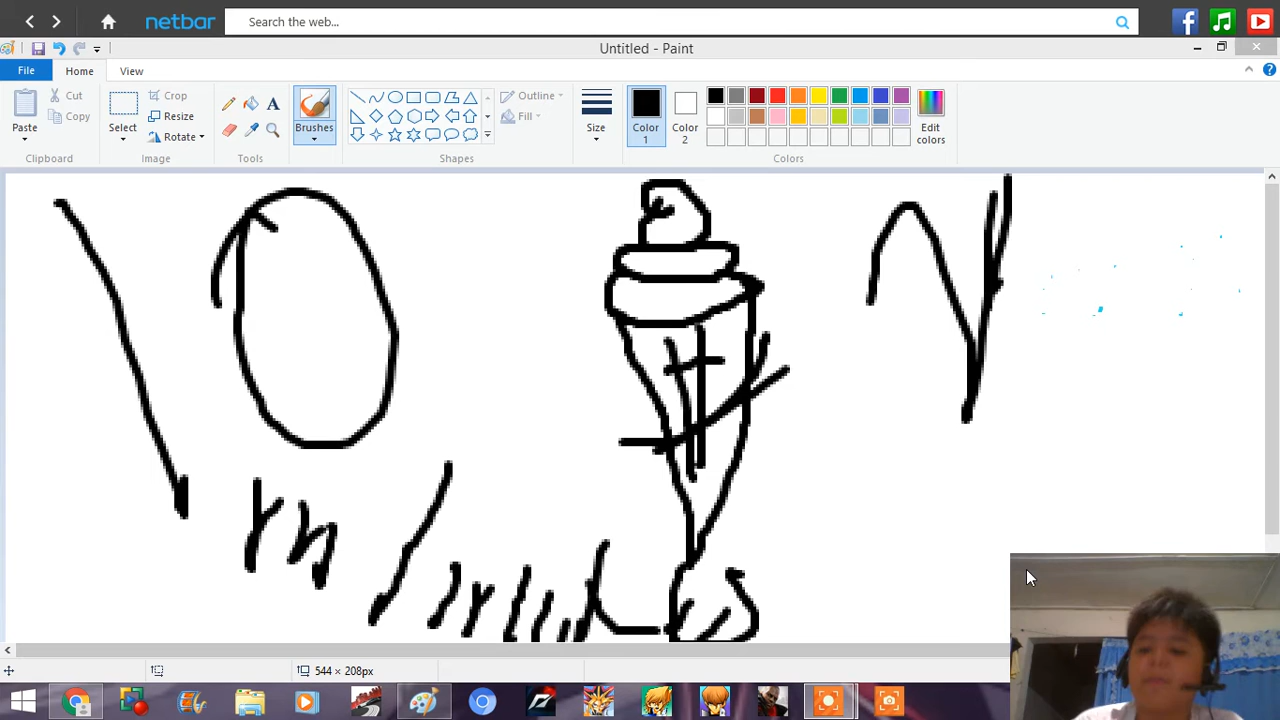 netbar Search the web...
Untitled - Paint
File Home View
Paste Cut Copy Select Crop Resize Rotate Brushes Outline Fill Size Color 1 Color 2 Edit colors
Clipboard Image Tools Shapes Colors
544 × 208px